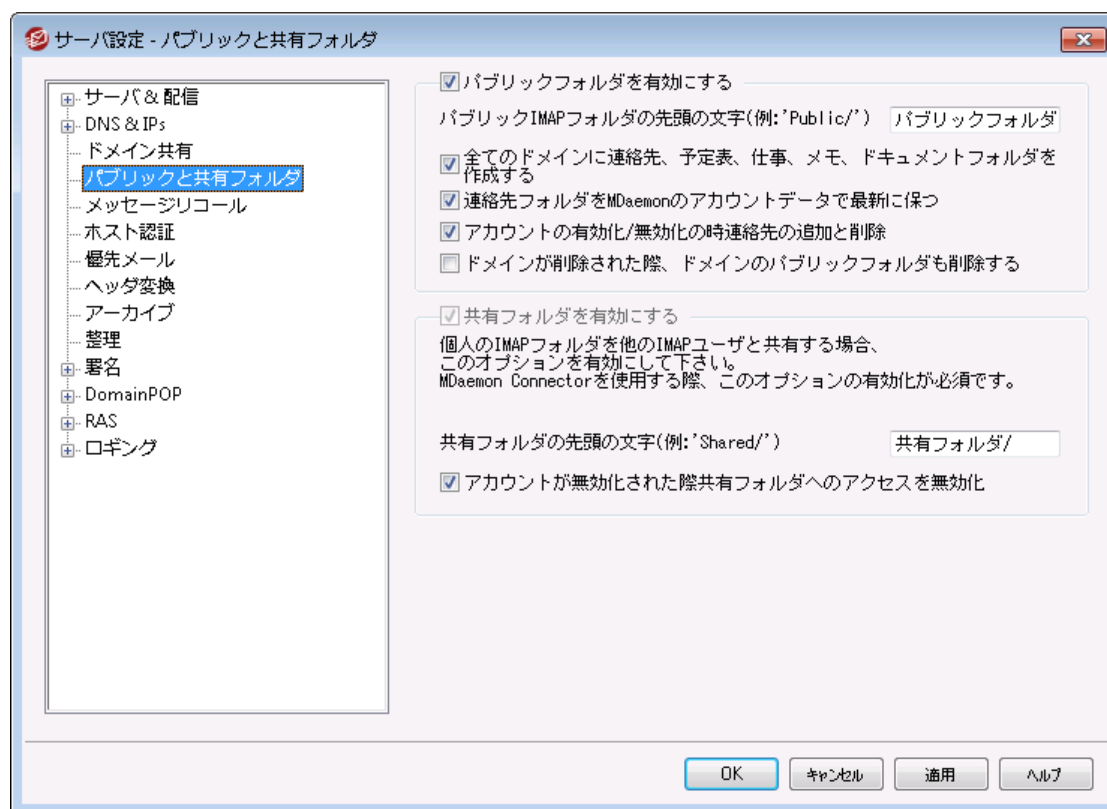 サーバ設定 - パブリックと共有フォルダ
サーバ & 配信
DNS & IPs
ドメイン共有
パブリックと共有フォルダ
メッセージリコール
ホスト認証
優先メール
ヘッダ変換
アーカイブ
整理
署名
DomainPOP
RAS
ロギング
パブリックフォルダを有効にする
パブリックIMAPフォルダの先頭の文字(例:'Public/')
パブリックフォルダ
全てのドメインに連絡先、予定表、仕事、メモ、ドキュメントフォルダを
作成する
連絡先フォルダをMDaemonのアカウントデータで最新に保つ
アカウントの有効化/無効化の時連絡先の追加と削除
ドメインが削除された際、ドメインのパブリックフォルダも削除する
共有フォルダを有効にする
個人のIMAPフォルダを他のIMAPユーザと共有する場合、
このオプションを有効にして下さい。
MDaemon Connectorを使用する際、このオプションの有効化が必須です。
共有フォルダの先頭の文字(例:'Shared/')
共有フォルダ/
アカウントが無効化された際共有フォルダへのアクセスを無効化
OK
キャンセル
適用
ヘルプ